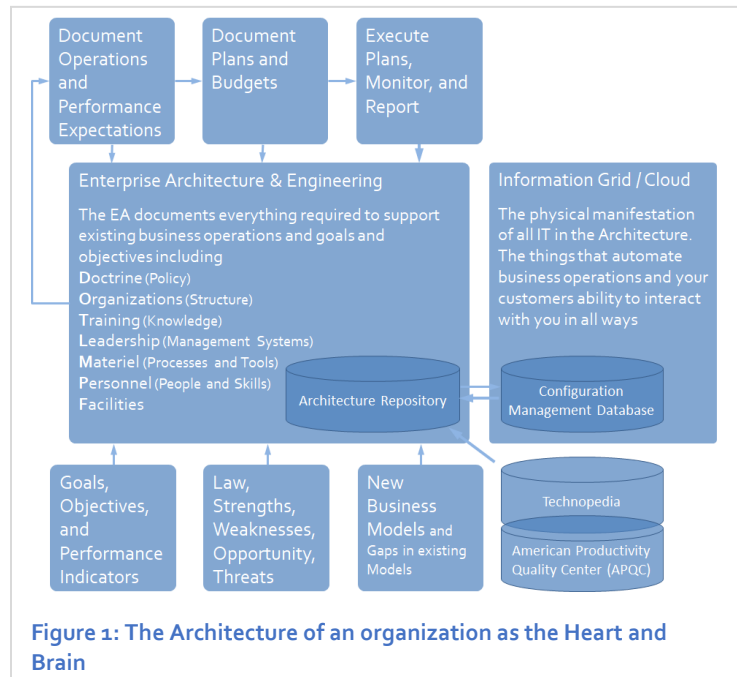 Document
Operations
and
Performance
Expectations
Document
Plans and
Budgets
Execute
Plans,
Monitor, and
Report
Enterprise Architecture & Engineering
The EA documents everything required to support
existing business operations and goals and
objectives including
Doctrine (Policy)
Organizations (Structure)
Training (Knowledge)
Leadership (Management Systems)
Materiel (Processes and Tools)
Personnel (People and Skills)
Facilities
Architecture Repository
Information Grid / Cloud
The physical manifestation
of all IT in the Architecture.
The things that automate
business operations and your
customers ability to interact
with you in all ways
Configuration
Management Database
Goals,
Objectives,
and
Performance
Indicators
Law,
Strengths,
Weaknesses,
Opportunity,
Threats
New
Business
Models and
Gaps in existing
Models
Technopedia
American Productivity
Quality Center (APQC)
Figure 1: The Architecture of an organization as the Heart and
Brain